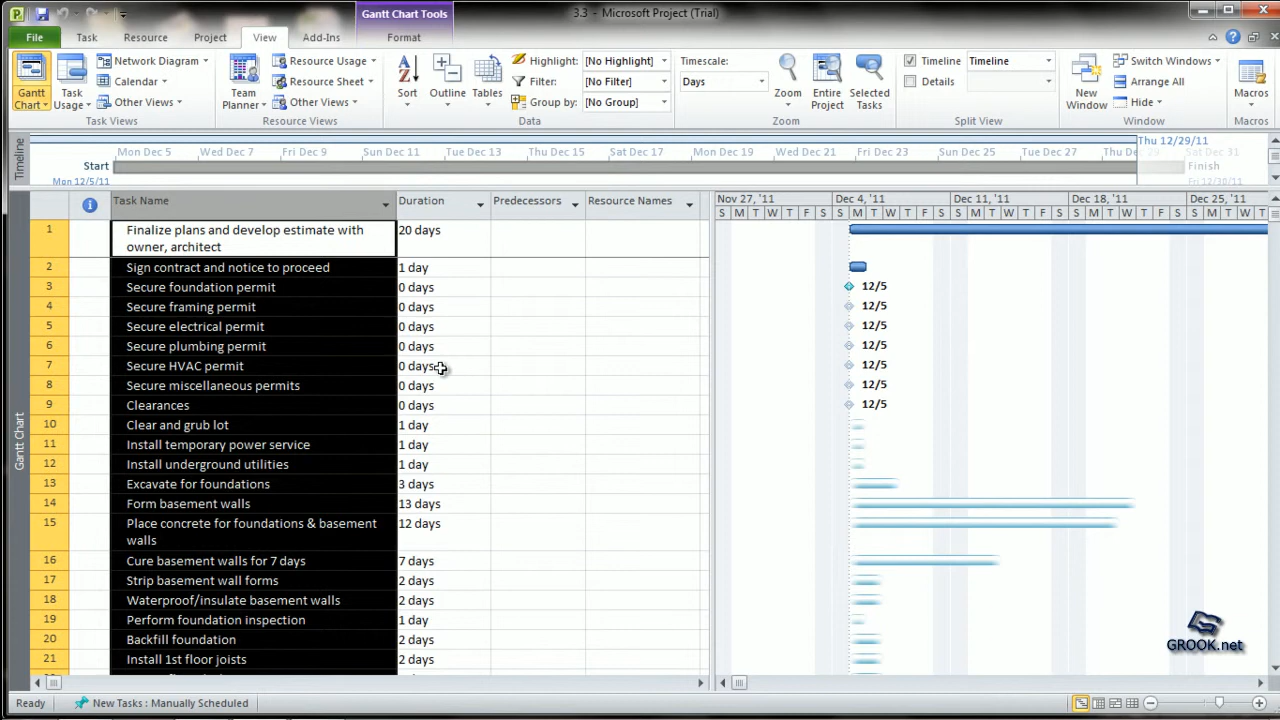 Gantt Chart Tools
3.3 - Microsoft Project (Trial)
File Task Resource Project View Add-Ins Format
Gantt Chart
Task Usage
Network Diagram
Calendar
Other Views
Task Views
Team Planner
Resource Usage
Resource Sheet
Other Views
Resource Views
Sort
Outline
Tables
Highlight: [No Highlight]
Filter: [No Filter]
Group by: [No Group]
Data
Timescale:
Days
Zoom
Entire Project
Selected Tasks
Zoom
Timeline Timeline
Details
Split View
New Window
Switch Windows
Arrange All
Hide
Window
Macros
Macros
Timeline
Thu 12/29/11
Mon Dec 5 Wed Dec 7 Fri Dec 9 Sun Dec 11 Tue Dec 13 Thu Dec 15 Sat Dec 17 Mon Dec 19 Wed Dec 21 Fri Dec 23 Sun Dec 25 Tue Dec 27 Thu Dec 29 Sat Dec 31
Start
Mon 12/5/11
Finish
Fri 12/30/11
Gantt Chart
Task Name Duration Predecessors Resource Names
Nov 27, '11 Dec 4, '11 Dec 11, '11 Dec 18, '11 Dec 25, '11
S M T W T F S S M T W T F S S M T W T F S S M T W T F S S M T W T
1 Finalize plans and develop estimate with 20 days
owner, architect
2 Sign contract and notice to proceed 1 day
3 Secure foundation permit 0 days 12/5
4 Secure framing permit 0 days 12/5
5 Secure electrical permit 0 days 12/5
6 Secure plumbing permit 0 days 12/5
7 Secure HVAC permit 0 days 12/5
8 Secure miscellaneous permits 0 days 12/5
9 Clearances 0 days 12/5
10 Clear and grub lot 1 day
11 Install temporary power service 1 day
12 Install underground utilities 1 day
13 Excavate for foundations 3 days
14 Form basement walls 13 days
15 Place concrete for foundations & basement 12 days
walls
16 Cure basement walls for 7 days 7 days
17 Strip basement wall forms 2 days
18 Waterproof/insulate basement walls 2 days
19 Perform foundation inspection 1 day
20 Backfill foundation 2 days
21 Install 1st floor joists 2 days
GROOK.net
Ready New Tasks : Manually Scheduled